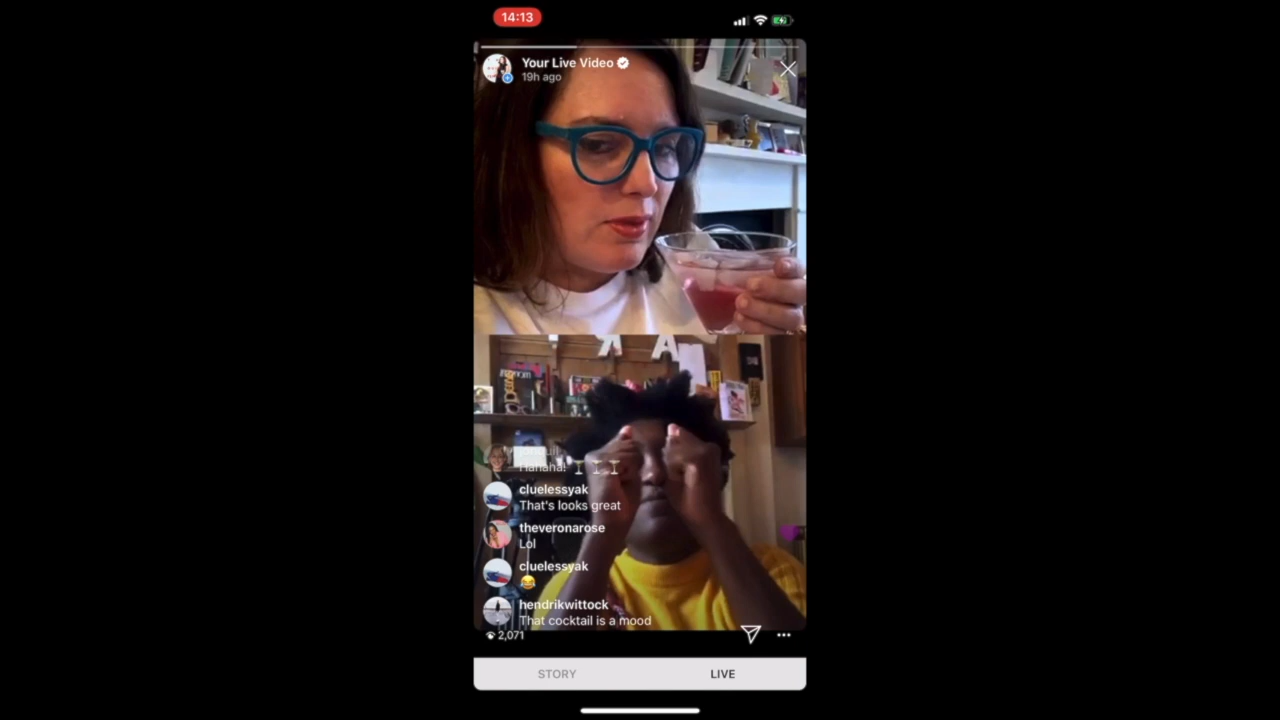 14:13
Your Live Video
19h ago
Hahaha!
cluelessyak
That's looks great
theveronarose
Lol
cluelessyak
😂
hendrikwittock
That cocktail is a mood
2,071
STORY
LIVE